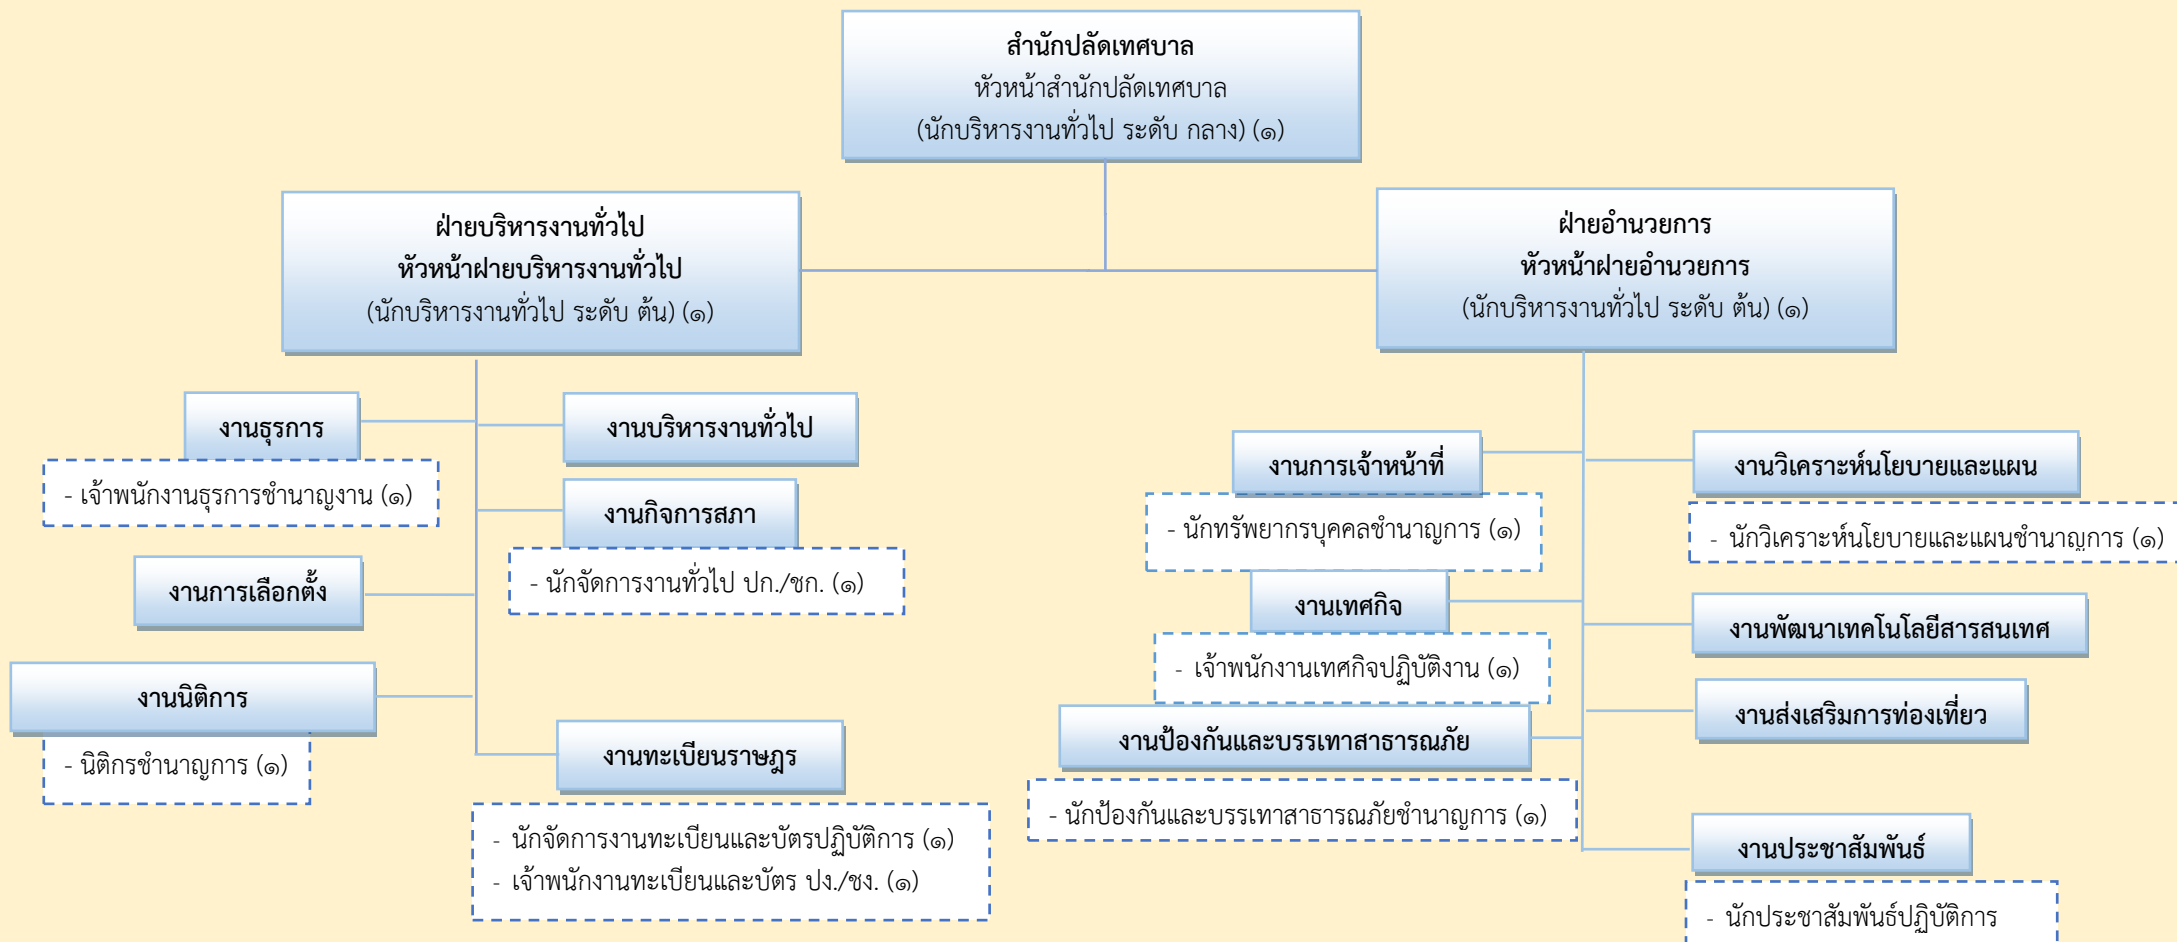 สำนักปลัดเทศบาล
หัวหน้าสำนักปลัดเทศบาล
(นักบริหารงานทั่วไป ระดับ กลาง) (๑)
ฝ่ายบริหารงานทั่วไป
หัวหน้าฝายบริหารงานทั่วไป
(นักบริหารงานทั่วไป ระดับ ต้น) (๑)
งานธุรการ
- เจ้าพนักงานธุรการชำนาญงาน (๑)
งานบริหารงานทั่วไป
งานกิจการสภา
- นักจัดการงานทั่วไป ปก./ชก. (๑)
งานการเลือกตั้ง
งานนิติการ
- นิติกรชำนาญการ (๑)
งานทะเบียนราษฎร
- นักจัดการงานทะเบียนและบัตรปฏิบัติการ (๑)
- เจ้าพนักงานทะเบียนและบัตร ปง./ชง. (๑)
ฝ่ายอำนวยการ
หัวหน้าฝายอำนวยการ
(นักบริหารงานทั่วไป ระดับ ต้น) (๑)
งานการเจ้าหน้าที่
- นักทรัพยากรบุคคลชำนาญการ (๑)
งานเทศกิจ
- เจ้าพนักงานเทศกิจปฏิบัติงาน (๑)
งานป้องกันและบรรเทาสาธารณภัย
- นักป้องกันและบรรเทาสาธารณภัยชำนาญการ (๑)
งานวิเคราะห์นโยบายและแผน
- นักวิเคราะห์นโยบายและแผนชำนาญการ (๑)
งานพัฒนาเทคโนโลยีสารสนเทศ
งานส่งเสริมการท่องเที่ยว
งานประชาสัมพันธ์
- นักประชาสัมพันธ์ปฏิบัติการ